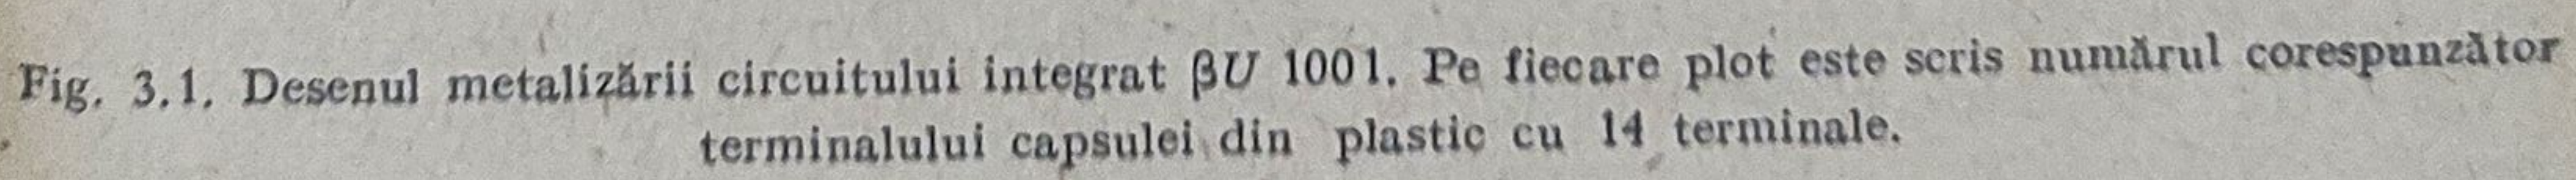 Fig. 3.1. Desenul metalizării circuitului integrat βU 1001. Pe fiecare plot este scris numărul corespunzător
terminalului capsulei din plastic cu 14 terminale.